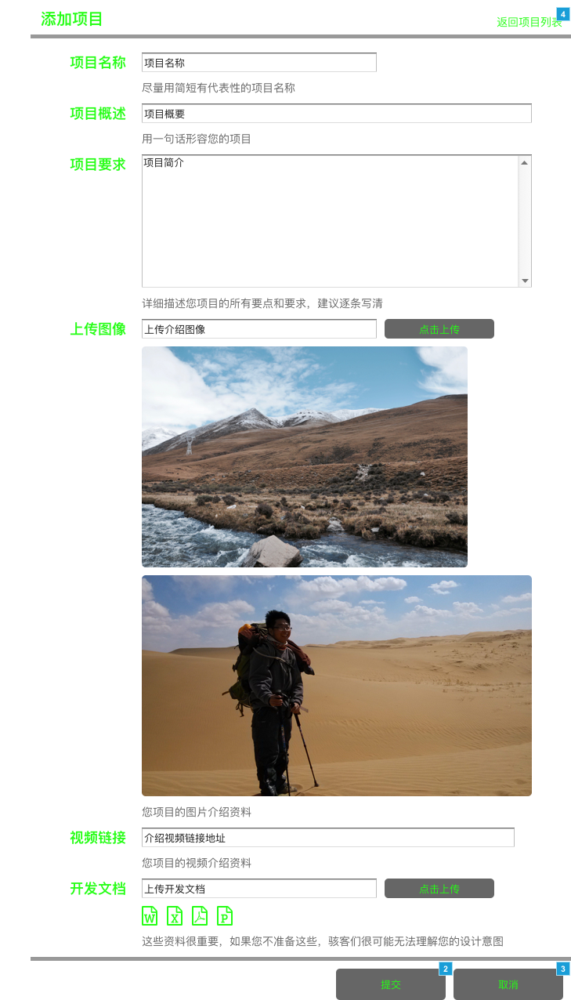 添加项目
返回项目列表
4
项目名称
项目名称
尽量用简短有代表性的项目名称
项目概述
项目概要
用一句话形容您的项目
项目要求
项目简介
详细描述您项目的所有要点和要求，建议逐条写清
上传图像
上传介绍图像
点击上传
您项目的图片介绍资料
视频链接
介绍视频链接地址
您项目的视频介绍资料
开发文档
上传开发文档
点击上传
W X P
这些资料很重要，如果您不准备这些，骇客们很可能无法理解您的设计意图
提交
2
取消
3